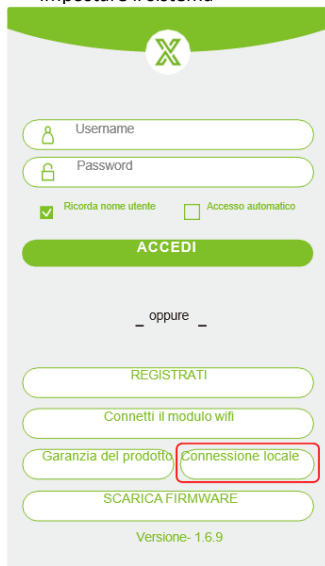 Impostare il sistema
Username
Password
Ricorda nome utente
Accesso automatico
ACCEDI
_ oppure _
REGISTRATI
Connetti il modulo wifi
Garanzia del prodotto
Connessione locale
SCARICA FIRMWARE
Versione- 1.6.9